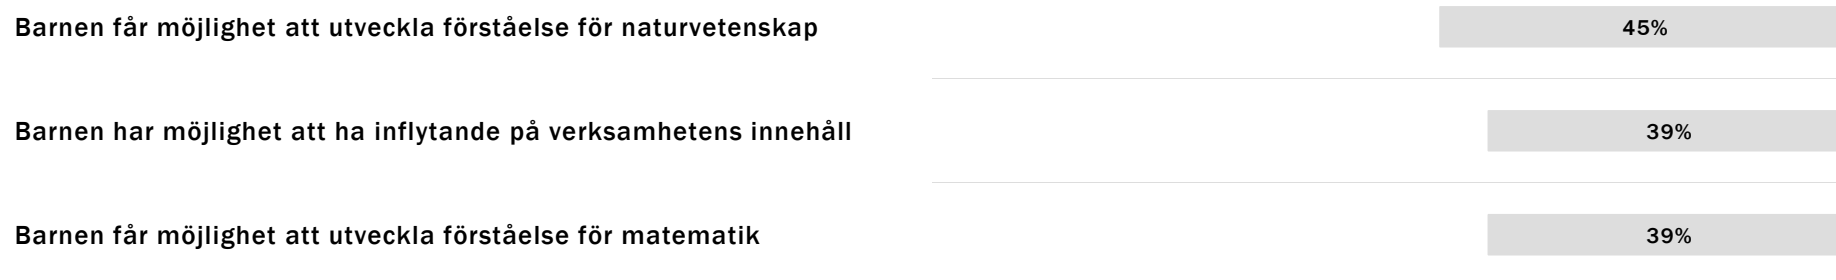 Barnen får möjlighet att utveckla förståelse för naturvetenskap 45%
Barnen har möjlighet att ha inflytande på verksamhetens innehåll 39%
Barnen får möjlighet att utveckla förståelse för matematik 39%